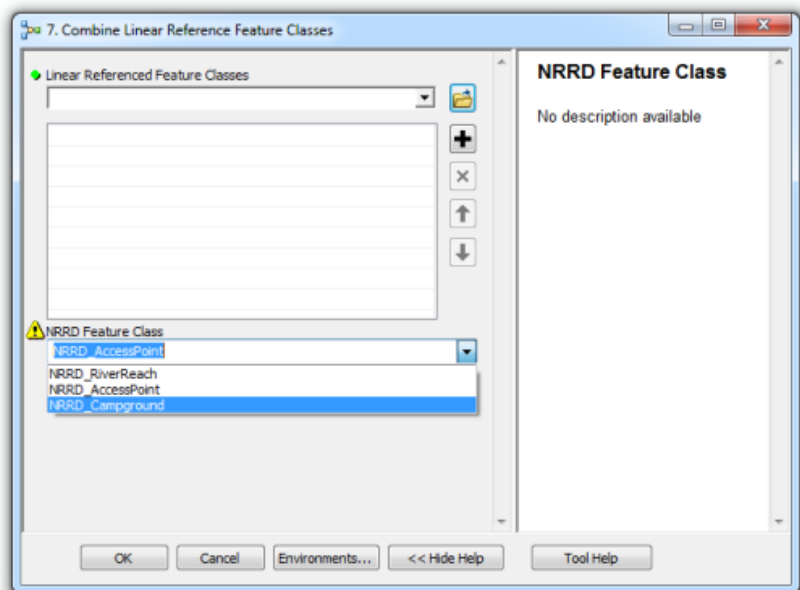 7. Combine Linear Reference Feature Classes
Linear Referenced Feature Classes
NRRD Feature Class
NRRD_AccessPoint
NRRD_RiverReach
NRRD_AccessPoint
NRRD_Campground
NRRD Feature Class
No description available
OK
Cancel
Environments...
<< Hide Help
Tool Help